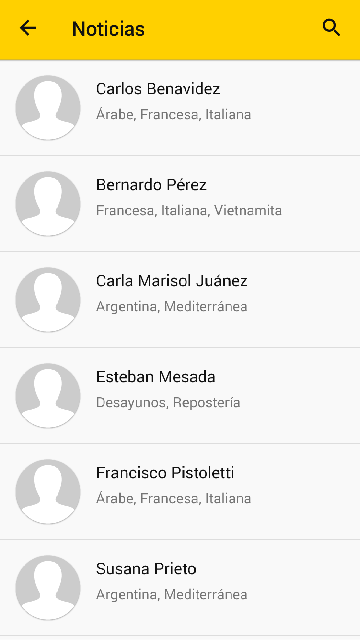 Noticias
Carlos Benavidez
Árabe, Francesa, Italiana
Bernardo Pérez
Francesa, Italiana, Vietnamita
Carla Marisol Juánez
Argentina, Mediterránea
Esteban Mesada
Desayunos, Repostería
Francisco Pistoletti
Árabe, Francesa, Italiana
Susana Prieto
Argentina, Mediterránea